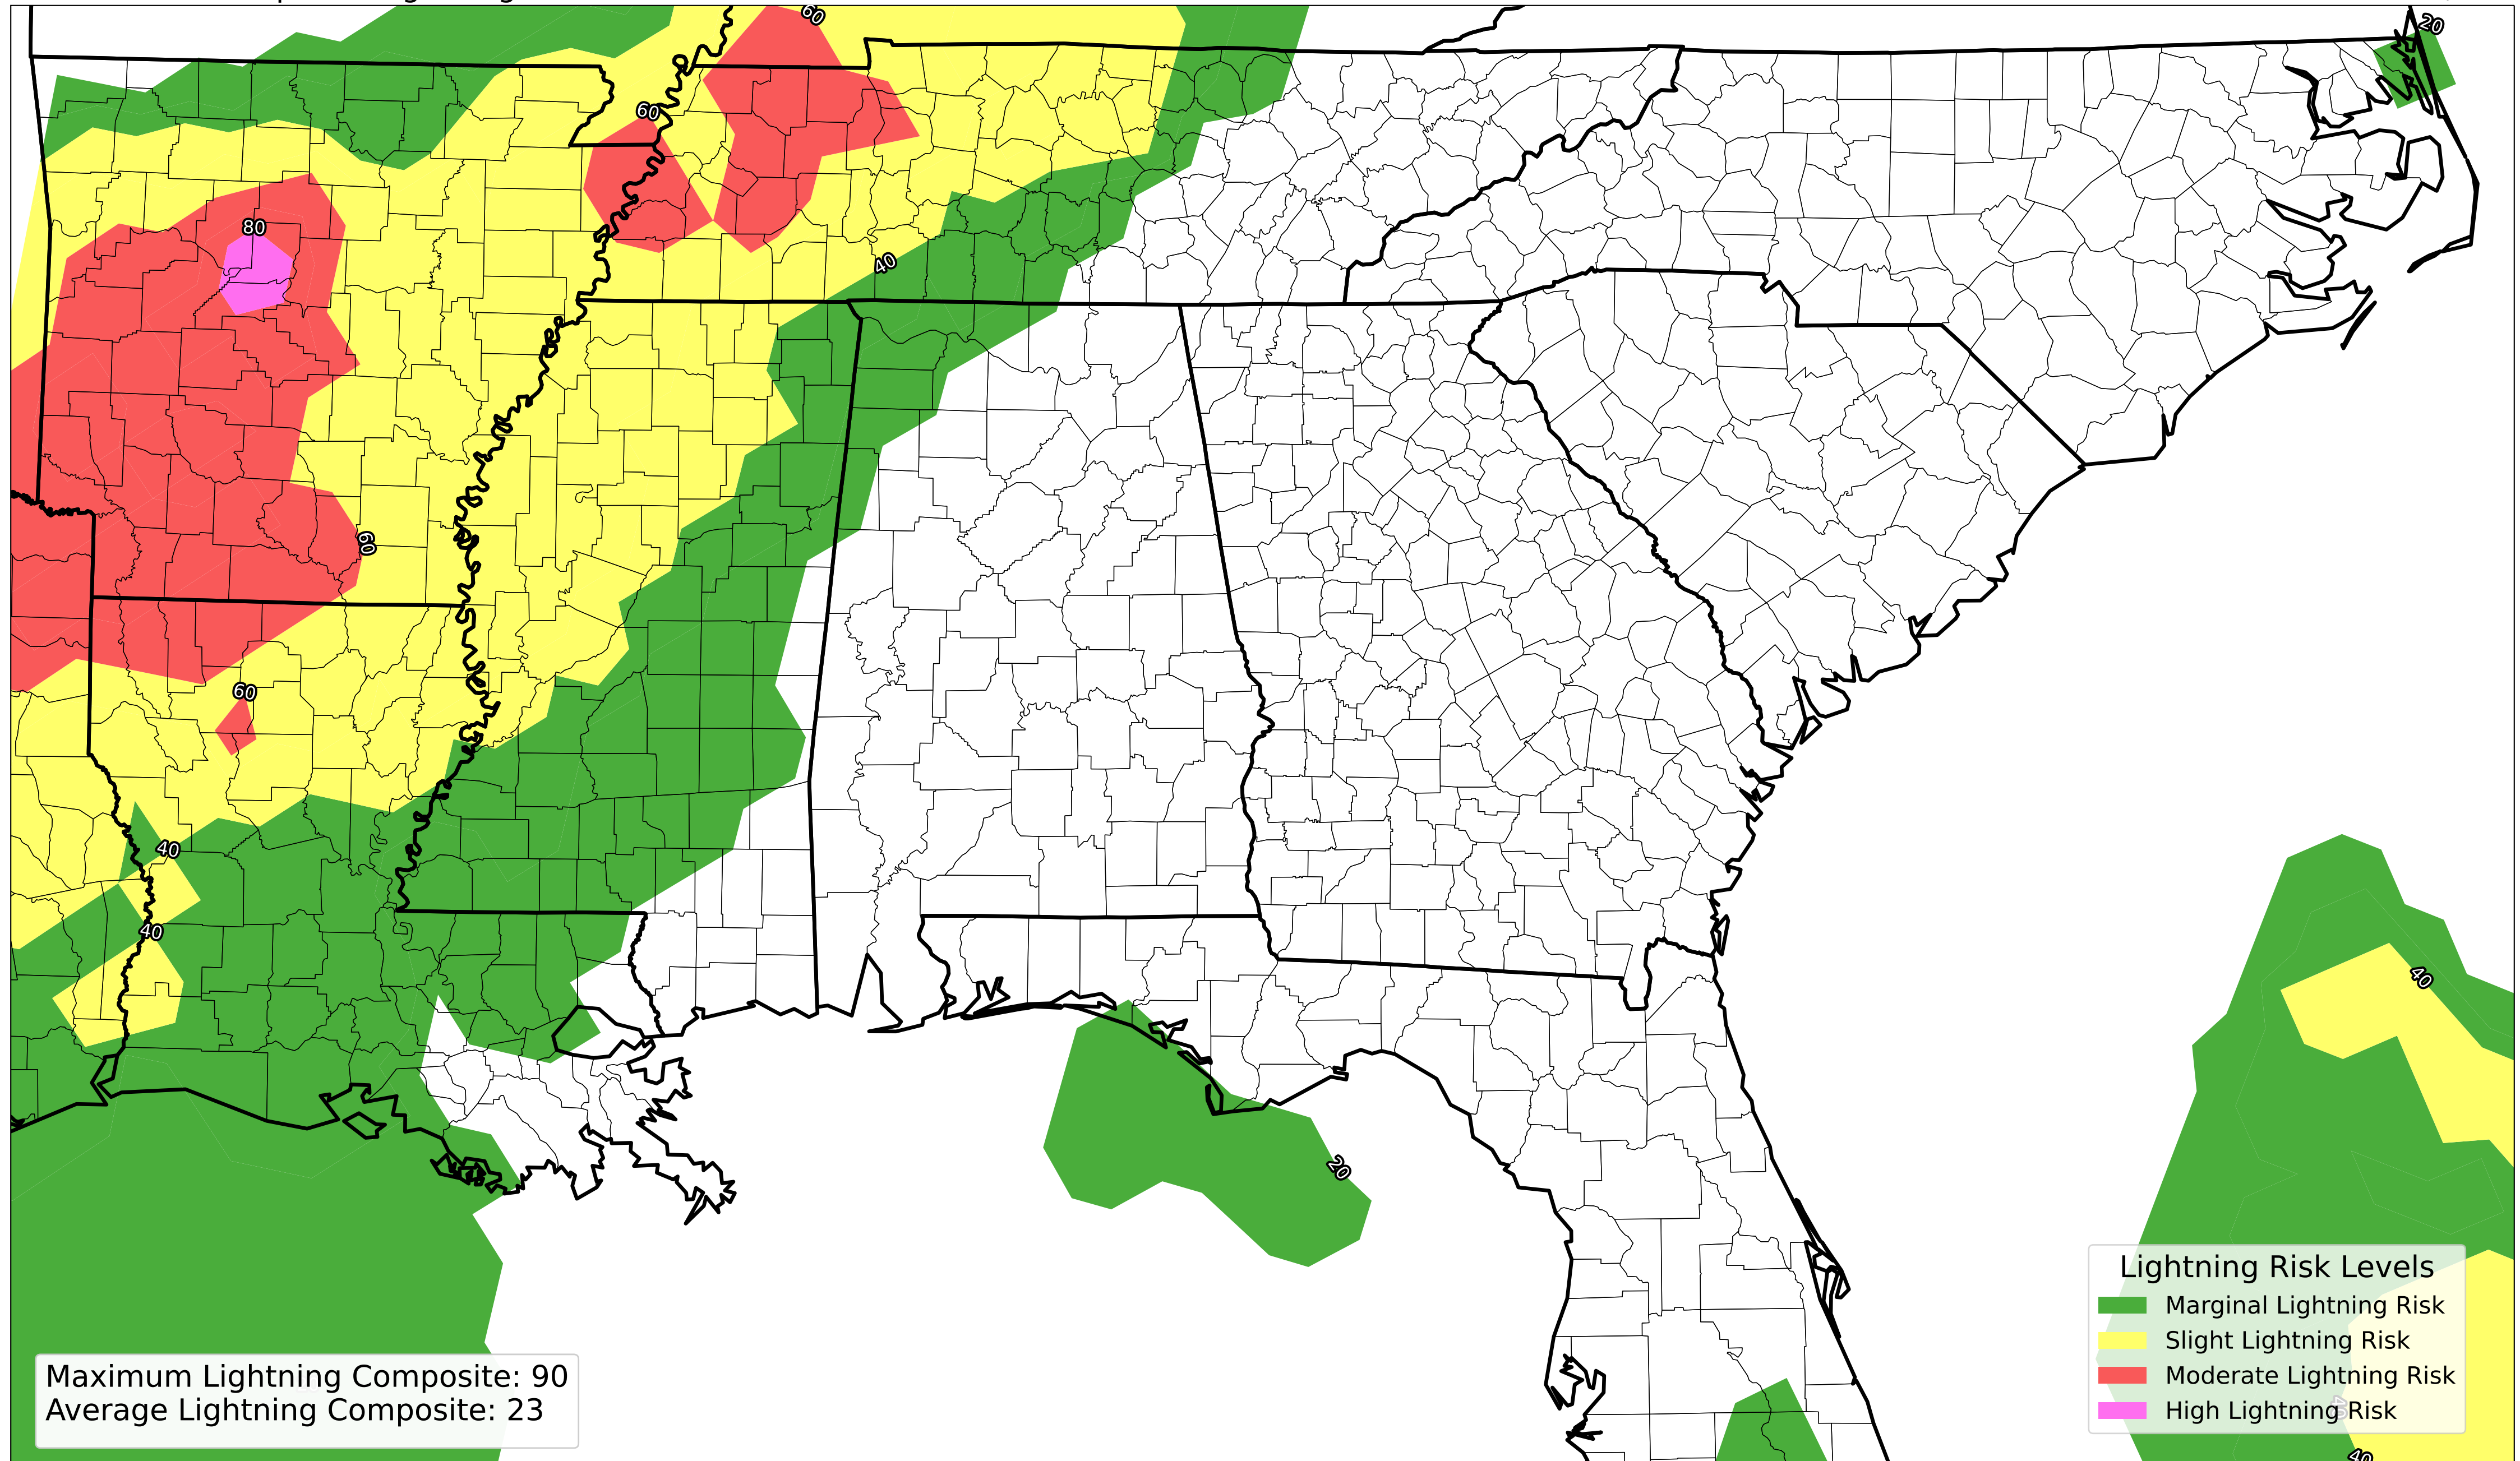 60
20
60
80
40
60
60
40
40
40
20
Lightning Risk Levels
Marginal Lightning Risk
Slight Lightning Risk
Moderate Lightning Risk
High Lightning Risk
Maximum Lightning Composite: 90
Average Lightning Composite: 23
40